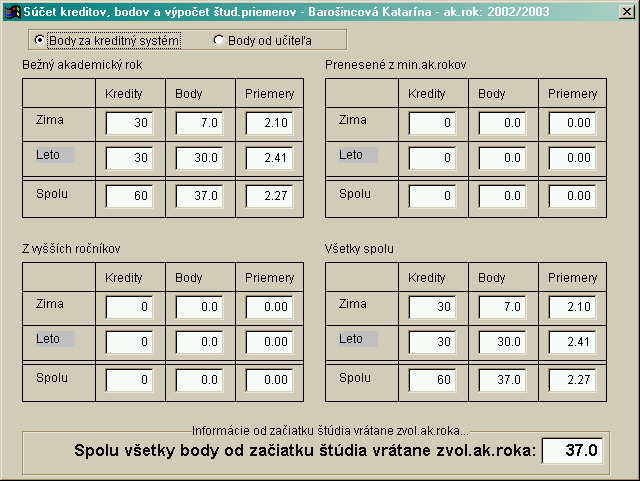 Súčet kreditov, bodov a výpočet štud.priemerov - Barošincová Katarína - ak.rok: 2002/2003
Body za kreditný systém Body od učiteľa
Bežný akademický rok
Kredity Body Priemery
Zima 30 7.0 2.10
Leto 30 30.0 2.41
Spolu 60 37.0 2.27
Prenesené z min.ak.rokov
Kredity Body Priemery
Zima 0 0.0 0.00
Leto 0 0.0 0.00
Spolu 0 0.0 0.00
Z vyšších ročníkov
Kredity Body Priemery
Zima 0 0.0 0.00
Leto 0 0.0 0.00
Spolu 0 0.0 0.00
Všetky spolu
Kredity Body Priemery
Zima 30 7.0 2.10
Leto 30 30.0 2.41
Spolu 60 37.0 2.27
Informácie od začiatku štúdia vrátane zvol.ak.roka...
Spolu všetky body od začiatku štúdia vrátane zvol.ak.roka: 37.0